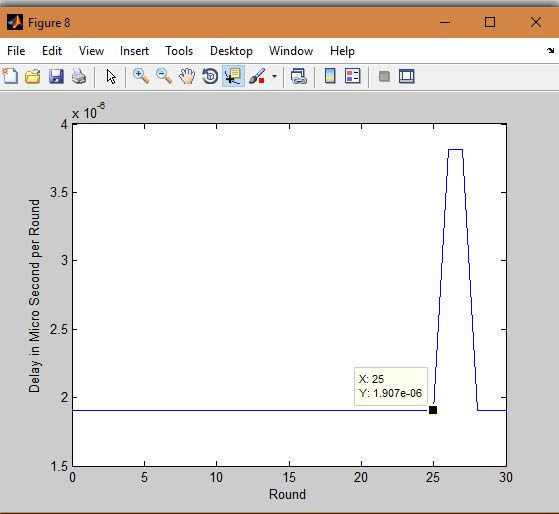 Figure 8
File Edit View Insert Tools Desktop Window Help
x 10-6
4
3.5
3
2.5
2
1.5
Delay in Micro Second per Round
X: 25
Y: 1.907e-06
0 5 10 15 20 25 30
Round